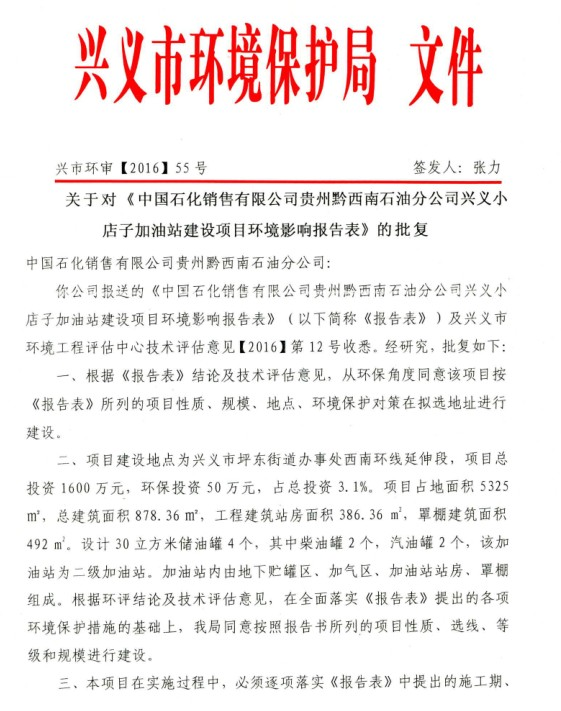 兴义市环境保护局 文件
兴市环审【2016】55 号 签发人：张力
关于对《中国石化销售有限公司贵州黔西南石油分公司兴义小
店子加油站建设项目环境影响报告表》的批复
中国石化销售有限公司贵州黔西南石油分公司：
你公司报送的《中国石化销售有限公司贵州黔西南石油分公司兴义小
店子加油站建设项目环境影响报告表》（以下简称《报告表》）及兴义市
环境工程评估中心技术评估意见【2016】第 12 号收悉。经研究，批复如下：
一、根据《报告表》结论及技术评估意见，从环保角度同意该项目按
《报告表》所列的项目性质、规模、地点、环境保护对策在拟选地址进行
建设。
二、项目建设地点为兴义市坪东街道办事处西南环线延伸段，项目总
投资 1600 万元，环保投资 50 万元，占总投资 3.1%。项目占地面积 5325
㎡，总建筑面积 878.36 ㎡，工程建筑站房面积 386.36 ㎡，罩棚建筑面积
492 ㎡。设计 30 立方米储油罐 4 个，其中柴油罐 2 个，汽油罐 2 个，该加
油站为二级加油站。加油站内由地下贮罐区、加气区、加油站站房、罩棚
组成。根据环评结论及技术评估意见，在全面落实《报告表》提出的各项
环境保护措施的基础上，我局同意按照报告书所列的项目性质、选线、等
级和规模进行建设。
三、本项目在实施过程中，必须逐项落实《报告表》中提出的施工期、